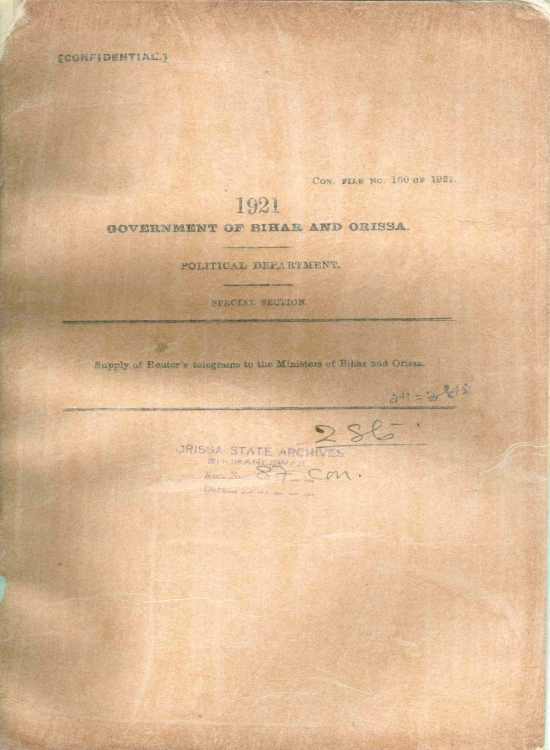 [CONFIDENTIAL.]
CON. FILE NO. 160 OF 1921.
1921
GOVERNMENT OF BIHAR AND ORISSA.
POLITICAL DEPARTMENT.
SPECIAL SECTION.
Supply of Reuter's telegrams to the Ministers of Bihar and Orissa.
ORISSA STATE ARCHIVES
BHUBANESWAR
Acc. No. 87 Con.
Date